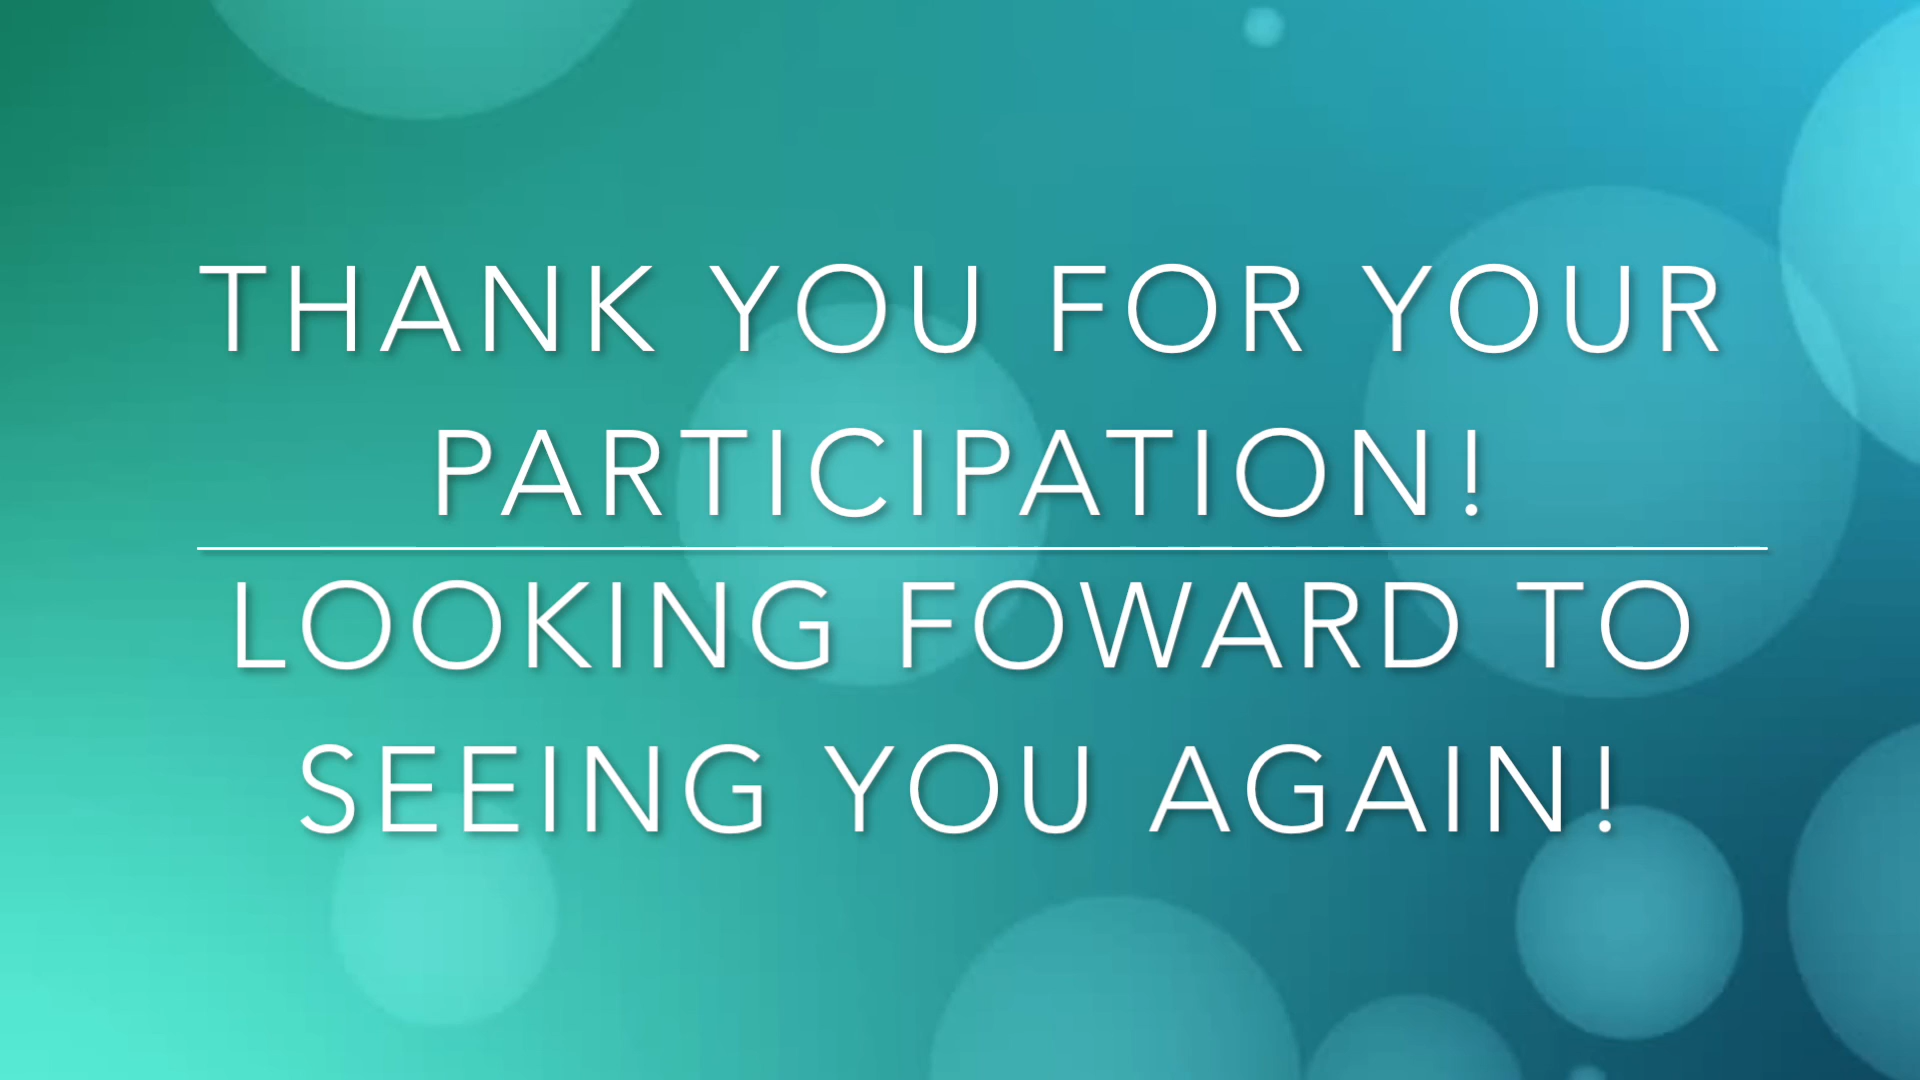 THANK YOU FOR YOUR
PARTICIPATION!
LOOKING FOWARD TO
SEEING YOU AGAIN!